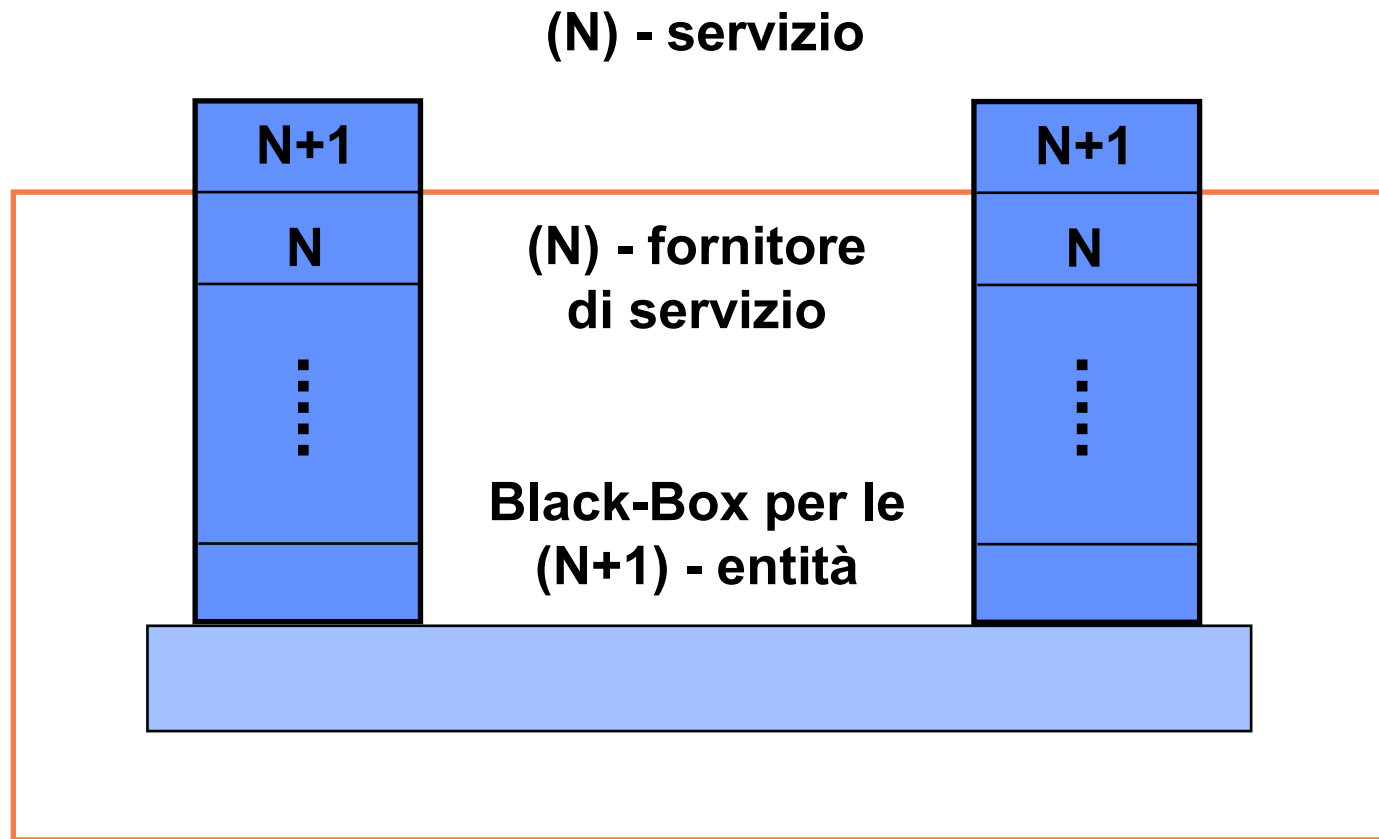 (N) - servizio
N+1
N+1
N
(N) - fornitore
di servizio
N
Black-Box per le
(N+1) - entità